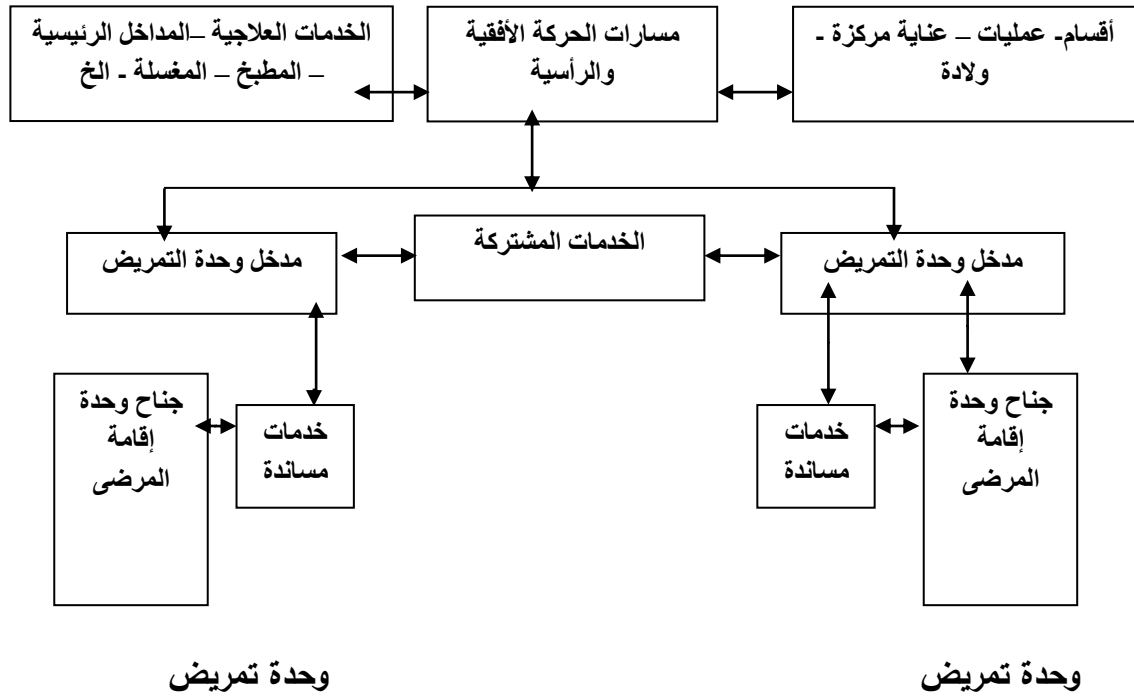 أقسام- عمليات – عناية مركزة -
ولادة
مسارات الحركة الأفقية
والرأسية
الخدمات العلاجية –المداخل الرئيسية
– المطبخ – المغسلة - الخ
مدخل وحدة التمريض
الخدمات المشتركة
مدخل وحدة التمريض
جناح وحدة
إقامة
المرضى
خدمات
مساندة
خدمات
مساندة
جناح وحدة
إقامة
المرضى
وحدة تمريض
وحدة تمريض